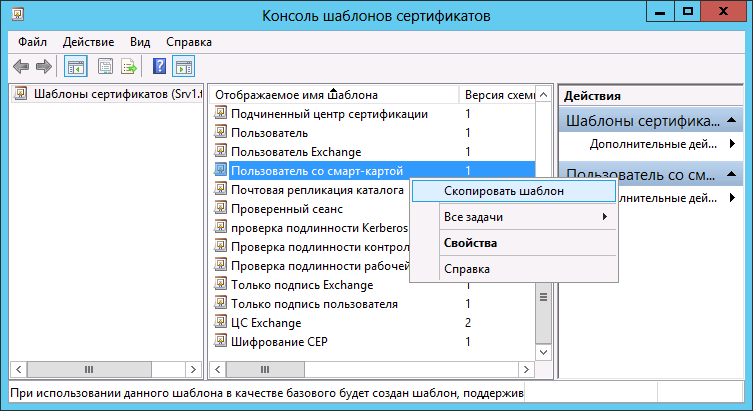 Консоль шаблонов сертификатов
Файл Действие Вид Справка
Шаблоны сертификатов (Srv1.t
Отображаемое имя шаблона Версия схемы
Подчиненный центр сертификации 1
Пользователь 1
Пользователь Exchange 1
Пользователь со смарт-картой 1
Почтовая репликация каталога
Проверенный сеанс
проверка подлинности Kerberos
Проверка подлинности контрол
Проверка подлинности рабочей
Только подпись Exchange 1
Только подпись пользователя 1
ЦС Exchange 2
Шифрование CEP 1
Скопировать шаблон
Все задачи
Свойства
Справка
Действия
Шаблоны сертифика...
Дополнительные дей...
Пользователь со см...
лнительные дей...
При использовании данного шаблона в качестве базового будет создан шаблон, поддержив